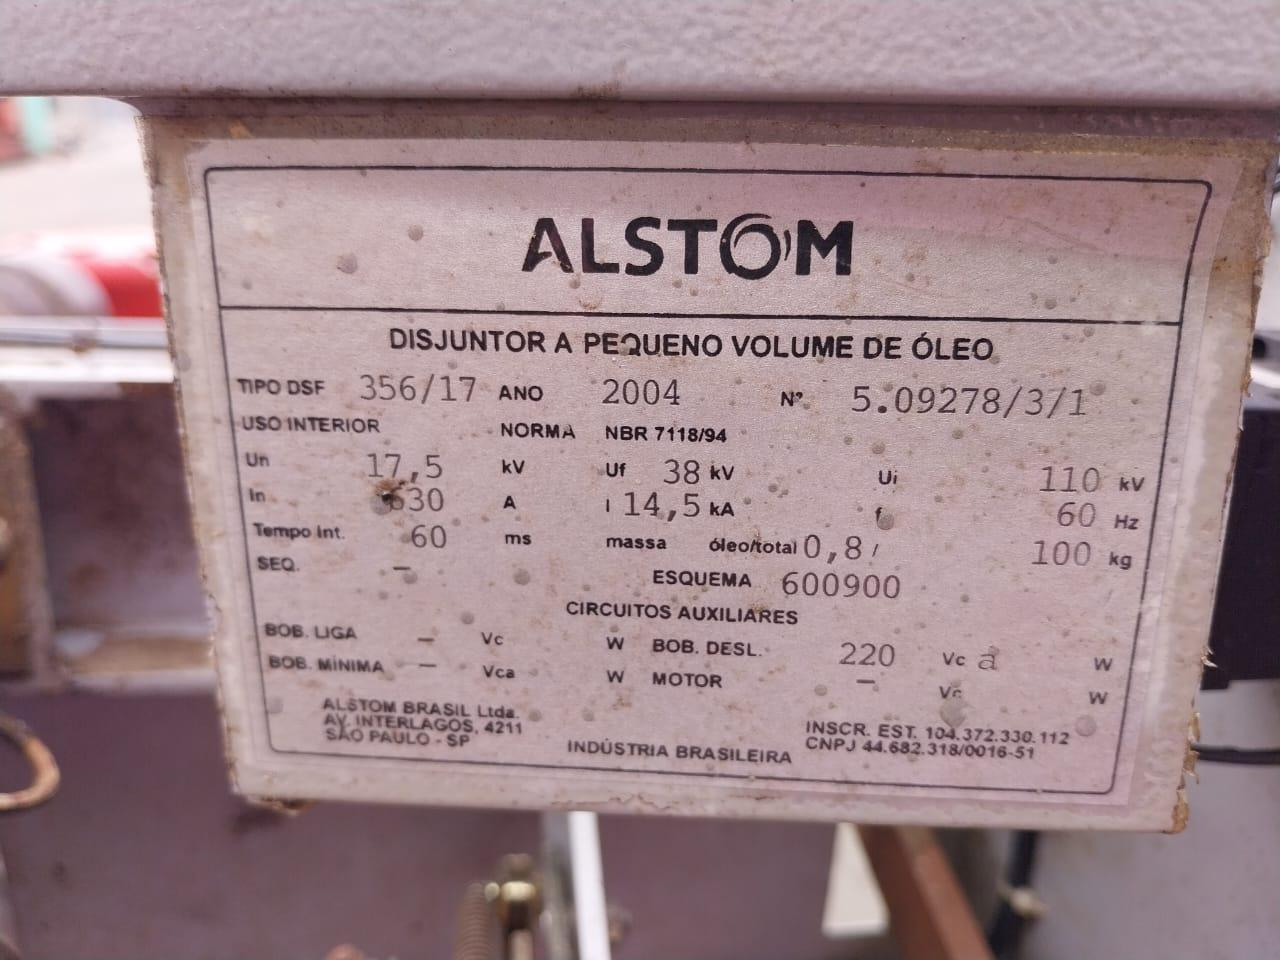 ALSTOM
DISJUNTOR A PEQUENO VOLUME DE ÓLEO
TIPO DSF 356/17 ANO 2004 Nº 5.09278/3/1
USO INTERIOR NORMA NBR 7118/94
Un 17,5 kV Uf 38 kV Ui 110 kV
In 630 A I 14,5 kA f 60 Hz
Tempo Int. 60 ms massa óleo/total 0,8 / 100 kg
SEQ. - ESQUEMA 600900
CIRCUITOS AUXILIARES
BOB. LIGA - Vc W BOB. DESL. 220 Vc a W
BOB. MÍNIMA - Vca W MOTOR - Vc W
ALSTOM BRASIL Ltda.
AV. INTERLAGOS, 4211
SÃO PAULO - SP
INDÚSTRIA BRASILEIRA
INSCR. EST. 104.372.330.112
CNPJ 44.682.318/0016-51